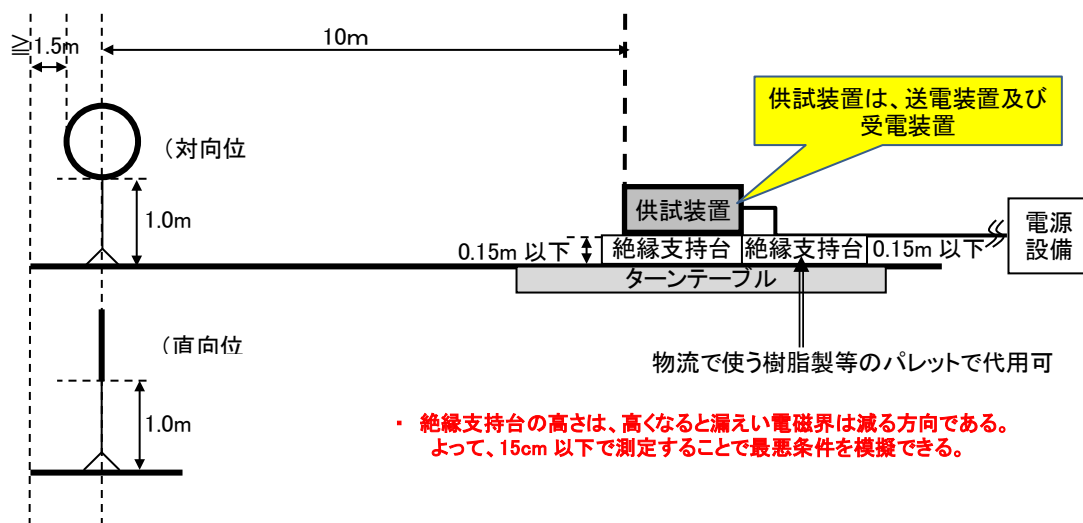 10m
≧1.5m
供試装置は、送電装置及び
受電装置
（対向位
供試装置
1.0m
電源
設備
0.15m 以下
絶縁支持台
絶縁支持台
0.15m 以下
ターンテーブル
（直向位
物流で使う樹脂製等のパレットで代用可
1.0m
・ 絶縁支持台の高さは、高くなると漏えい電磁界は減る方向である。
よって、15cm 以下で測定することで最悪条件を模擬できる。